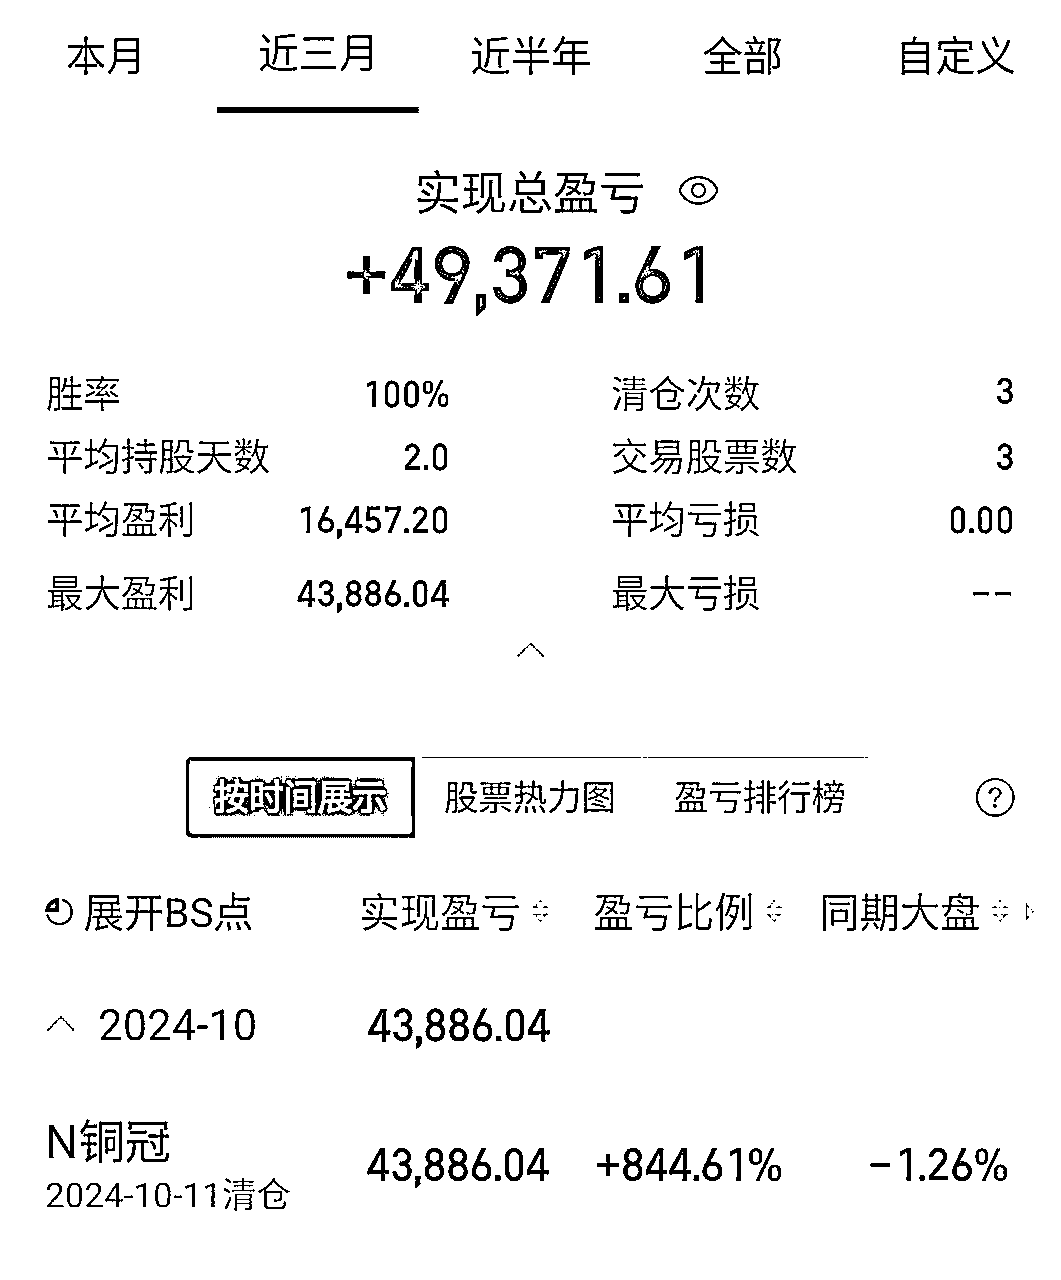 本月 近三月 近半年 全部 自定义
实现总盈亏
+49,371.61
胜率 100% 清仓次数 3
平均持股天数 2.0 交易股票数 3
平均盈利 16,457.20 平均亏损 0.00
最大盈利 43,886.04 最大亏损 --
按时间展示 股票热力图 盈亏排行榜 ?
展开BS点 实现盈亏 盈亏比例 同期大盘
2024-10 43,886.04
N铜冠 43,886.04 +844.61% -1.26%
2024-10-11清仓